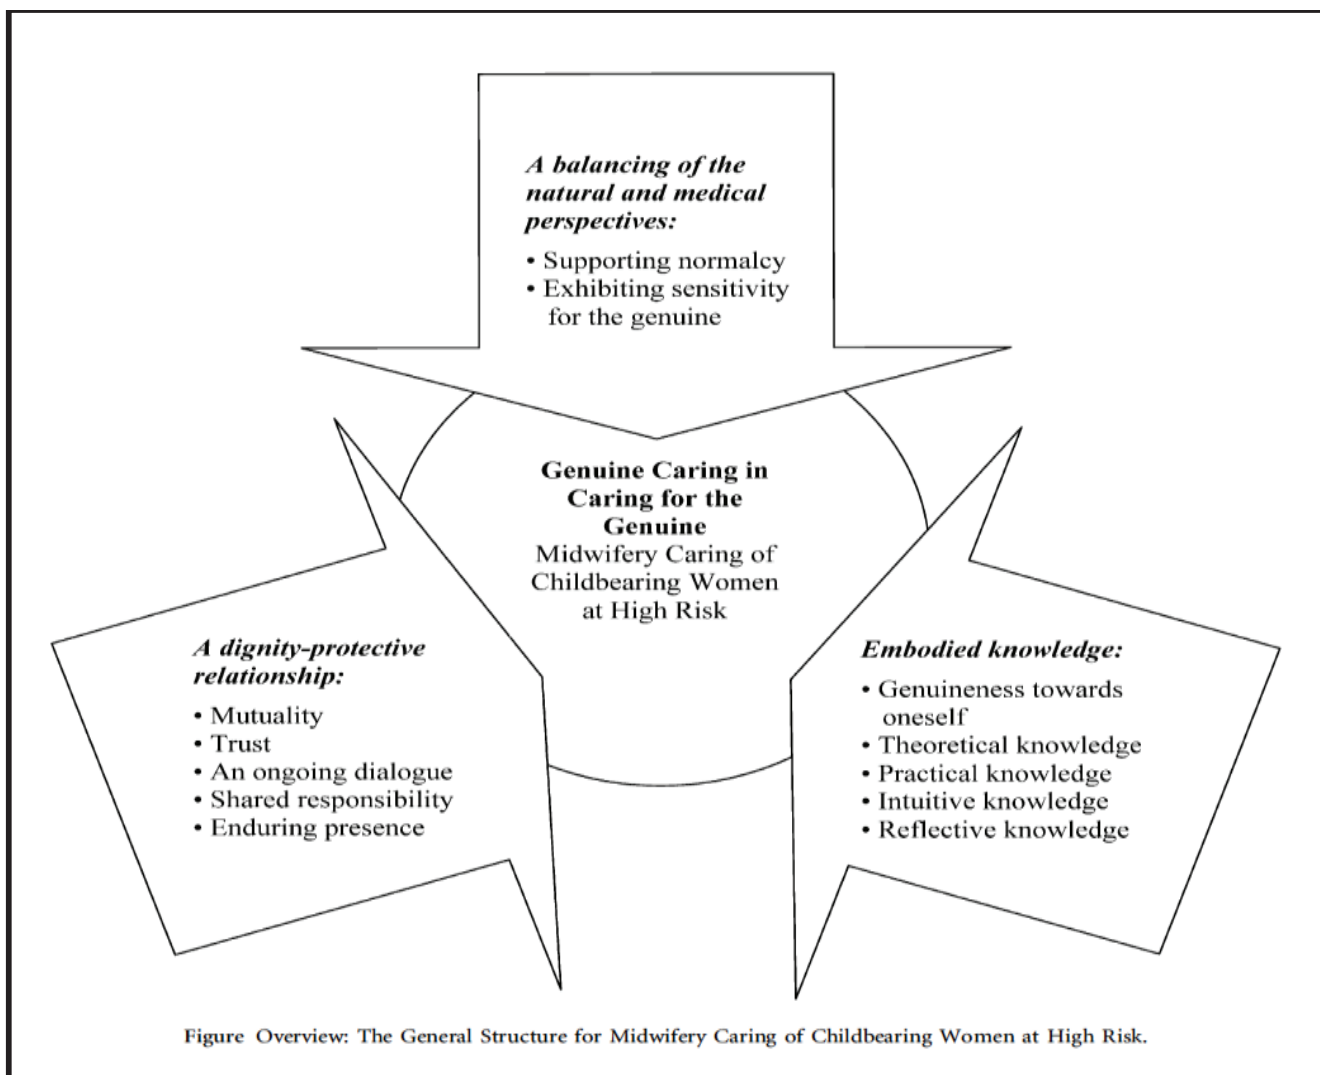 A balancing of the
natural and medical
perspectives:
• Supporting normalcy
• Exhibiting sensitivity
for the genuine
Genuine Caring in
Caring for the
Genuine
Midwifery Caring of
Childbearing Women
at High Risk
A dignity-protective
relationship:
• Mutuality
• Trust
• An ongoing dialogue
• Shared responsibility
• Enduring presence
Embodied knowledge:
• Genuineness towards
oneself
• Theoretical knowledge
• Practical knowledge
• Intuitive knowledge
• Reflective knowledge
Figure Overview: The General Structure for Midwifery Caring of Childbearing Women at High Risk.